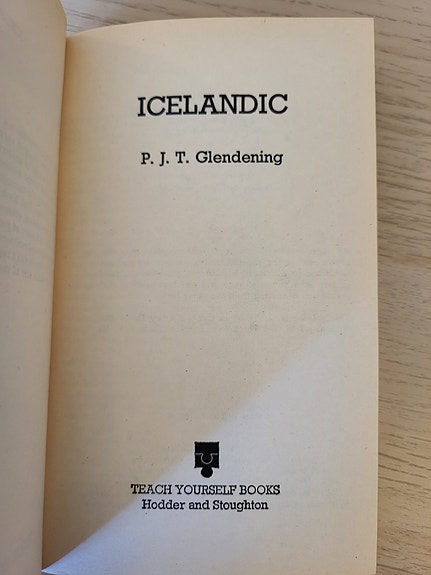 ICELANDIC
P. J. T. Glendening
TEACH YOURSELF BOOKS
Hodder and Stoughton